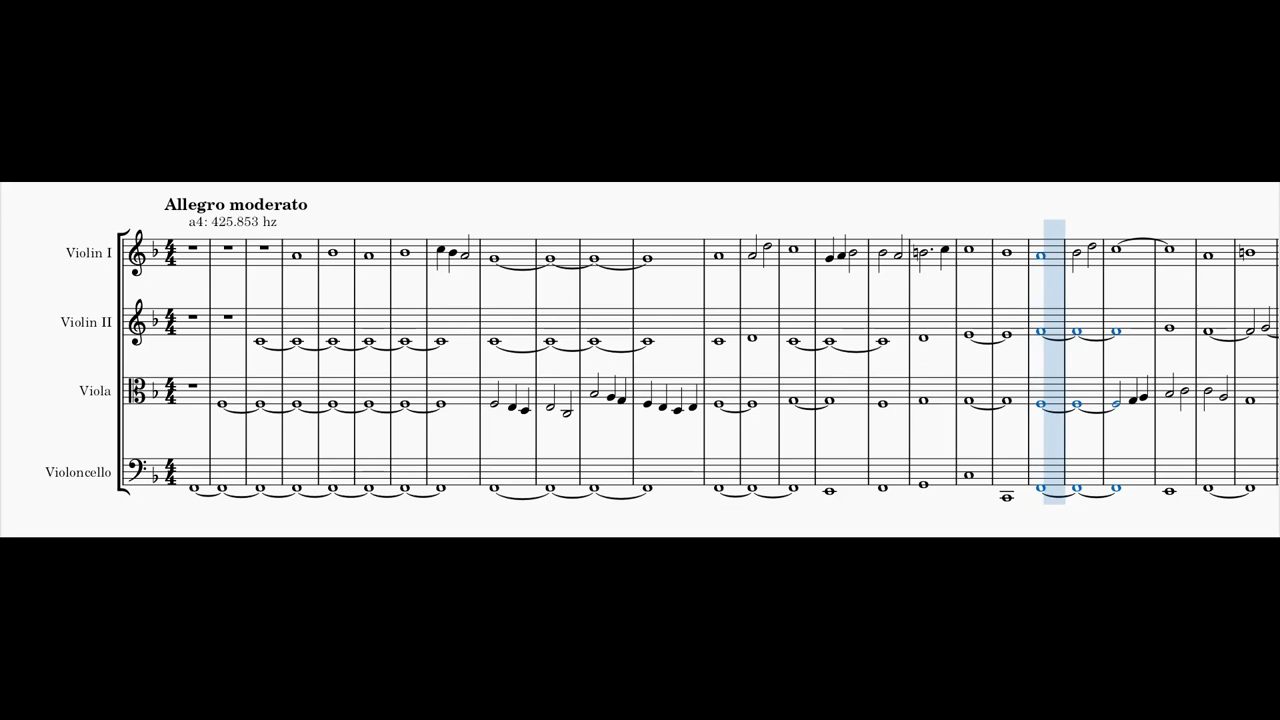 Allegro moderato
a4: 425.853 hz
Violin I
Violin II
Viola
Violoncello